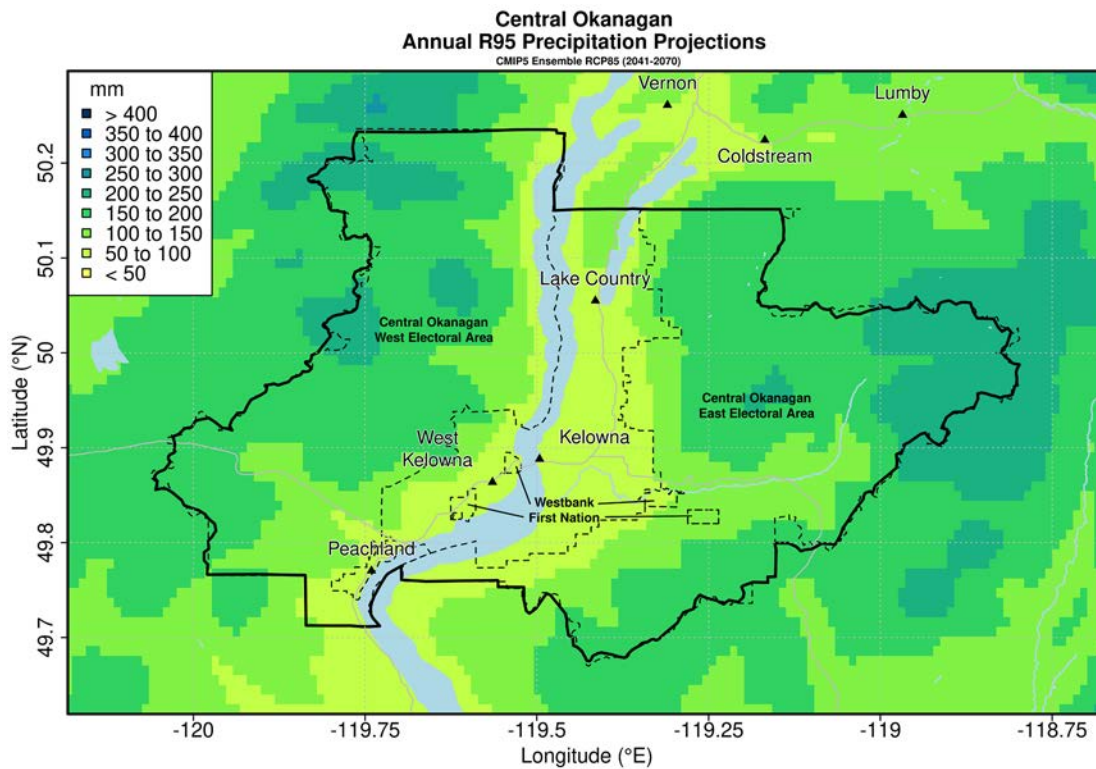 Central Okanagan
Annual R95 Precipitation Projections
CMIP5 Ensemble RCP85 (2041-2070)
mm
> 400
350 to 400
300 to 350
250 to 300
200 to 250
150 to 200
100 to 150
50 to 100
< 50
Vernon
Lumby
Coldstream
Lake Country
Central Okanagan
West Electoral Area
Central Okanagan
East Electoral Area
West
Kelowna
Kelowna
Westbank
First Nation
Peachland
50.2
50.1
50
49.9
49.8
49.7
Latitude (°N)
-120
-119.75
-119.5
-119.25
-119
-118.75
Longitude (°E)